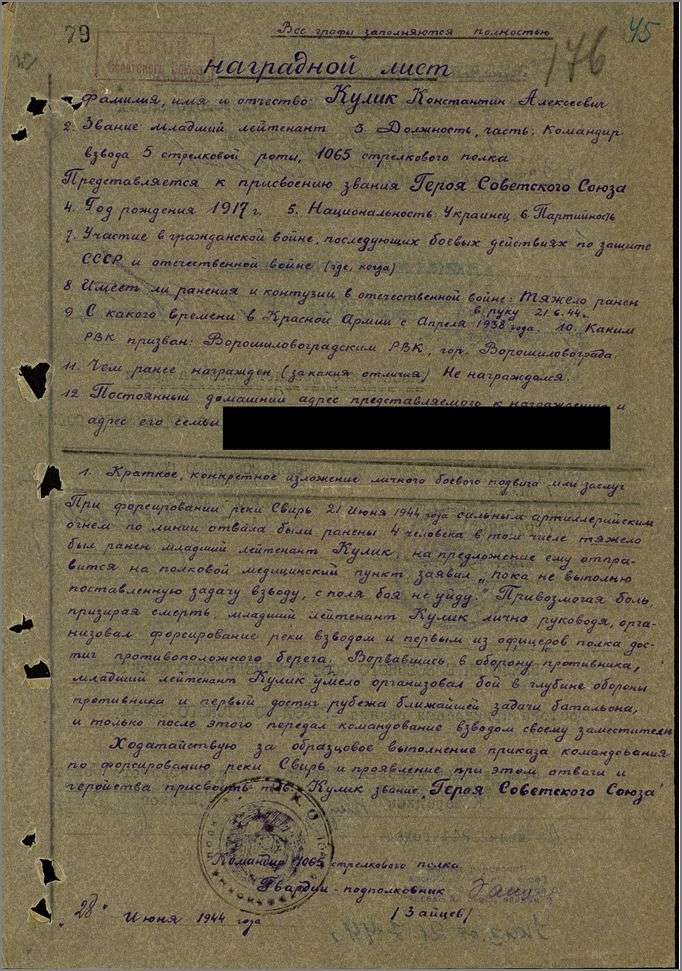 79
Все графы заполняются полностью
45
176
Наградной лист
1. Фамилия, имя и отчество: Кулик Константин Алексеевич
2. Звание младший лейтенант 3. Должность, часть: Командир
взвода 5 стрелковой роты, 1065 стрелкового полка
Представляется к присвоению звания Героя Советского Союза
4. Год рождения 1917 г. 5. Национальность Украинец 6 Партийность
7. Участие в гражданской войне, последующих боевых действиях по защите
СССР и отечественной войне (где, когда)
8 Имеет ли ранения и контузии в отечественной войне: Тяжело ранен
в руку 21.6.44г.
9 С какого времени в Красной Армии с Апреля 1938 года. 10. Каким
РВК призван: Ворошиловоградским РВК, гор. Ворошиловограда
11. Чем ранее награжден (за какия отличия) Не награждался.
12 Постоянный домашний адрес представляемого к награждению и
адрес его семьи
1. Краткое, конкретное изложение личного боевого подвига или заслуг
При форсировании реки Свирь 21 Июня 1944 года сильным артиллерийским
огнем по линии отвала были ранены 4 человека в том числе тяжело
был ранен младший лейтенант Кулик, на предложение ему отпра-
вится на полковой медицинский пункт, заявил „пока не выполню
поставленную задачу взводу, с поля боя не уйду." Привозмогая боль,
призирая смерть, младший лейтенант Кулик лично руководя, орга-
низовал форсирование реки взводом и первым из офицеров полка дос-
тиг противоположного берега. Ворвавшись, в оборону противника,
младший лейтенант Кулик умело организовал бой в глубине обороны
противника и первый достиг рубежа ближайшей задачи батальона,
и только после этого передал командование взводом своему заместителю
Ходатайствую за образцовое выполнение приказа командования
по форсированию реки Свирь и проявление при этом отваги и
геройства присвоить тов. Кулик звание „Героя Советского Союза"
Командир 1065 стрелкового полка
Гвардии-подполковник
(Зайцев)
„28" Июня 1944 года